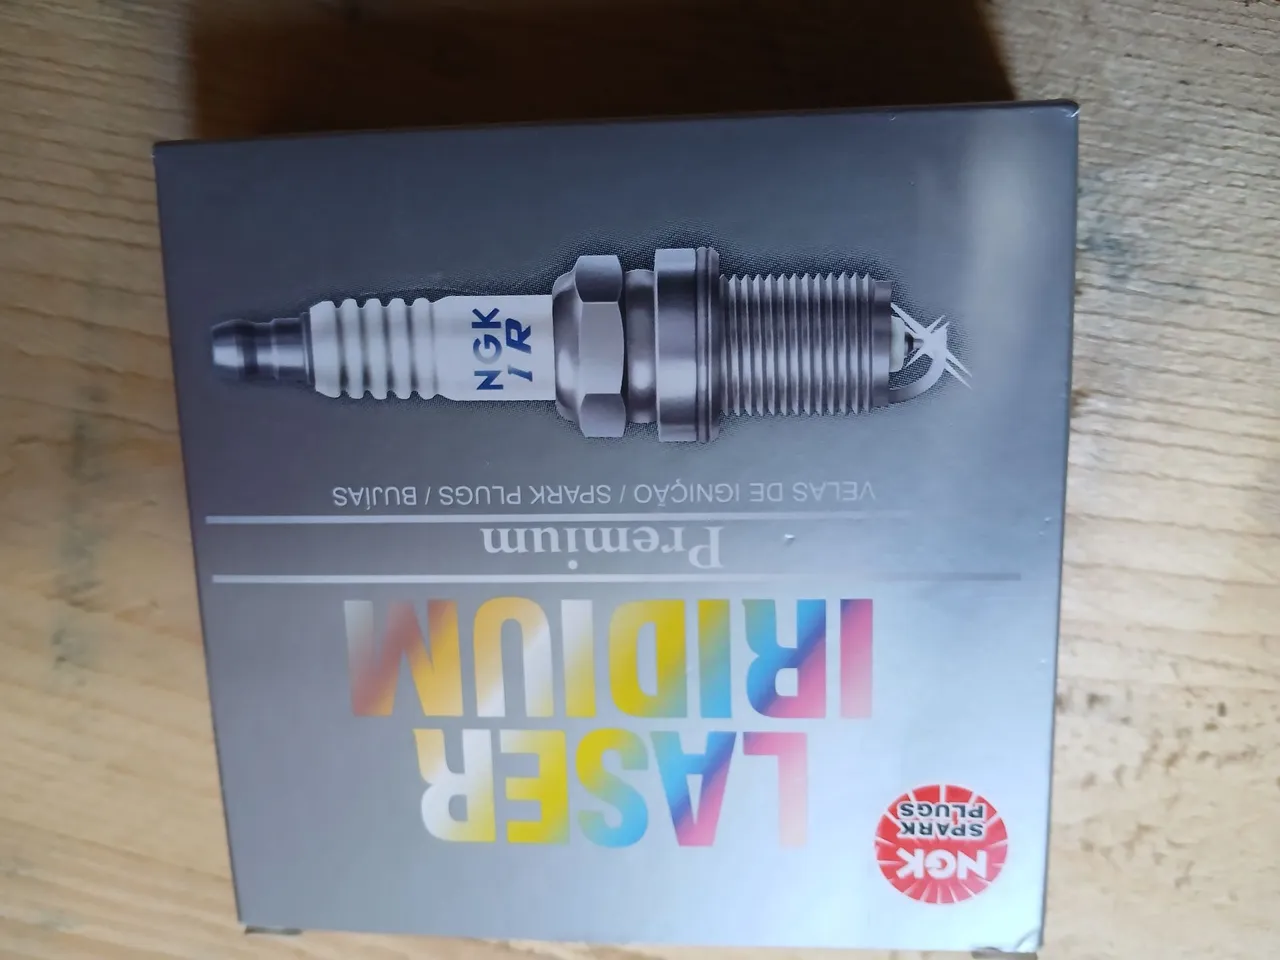 NGK
SPARK
PLUGS
LASER
IRIDIUM
Premium
VELAS DE IGNIÇÃO / SPARK PLUGS / BUJÍAS
NGK
IR